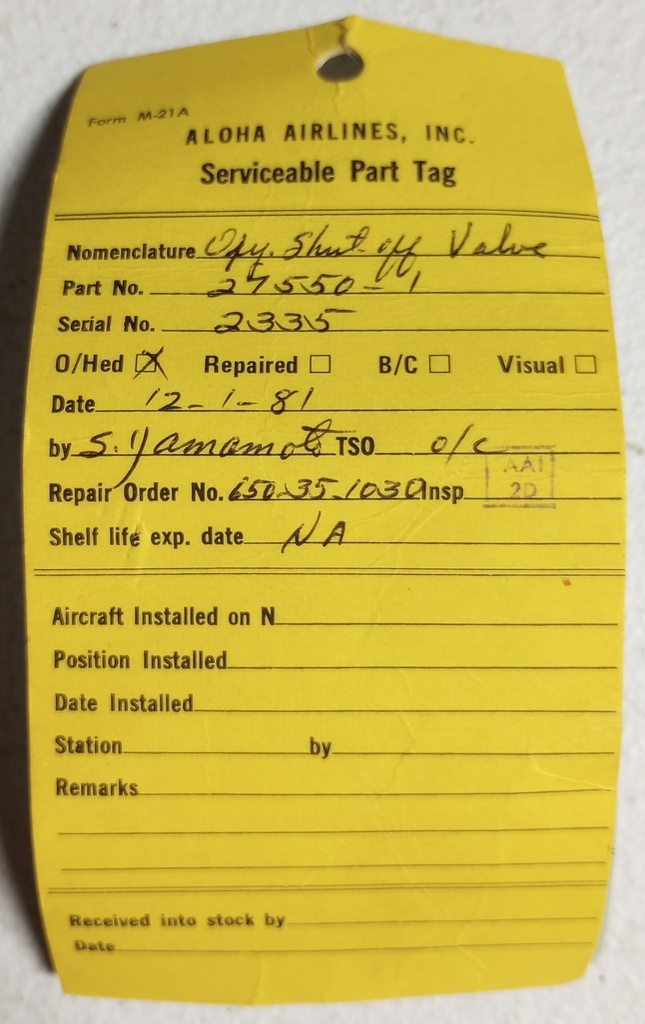 Form M-21A
ALOHA AIRLINES, INC.
Serviceable Part Tag
Nomenclature Oxy. Shut-off Valve
Part No. 27550-1
Serial No. 2335
O/Hed ☒ Repaired ☐ B/C ☐ Visual ☐
Date 12-1-81
by S. Yamamoto TSO o/c
AAI
2D
Repair Order No. 650-35-1030 Insp
Shelf life exp. date NA
Aircraft Installed on N
Position Installed
Date Installed
Station by
Remarks
Received into stock by
Date